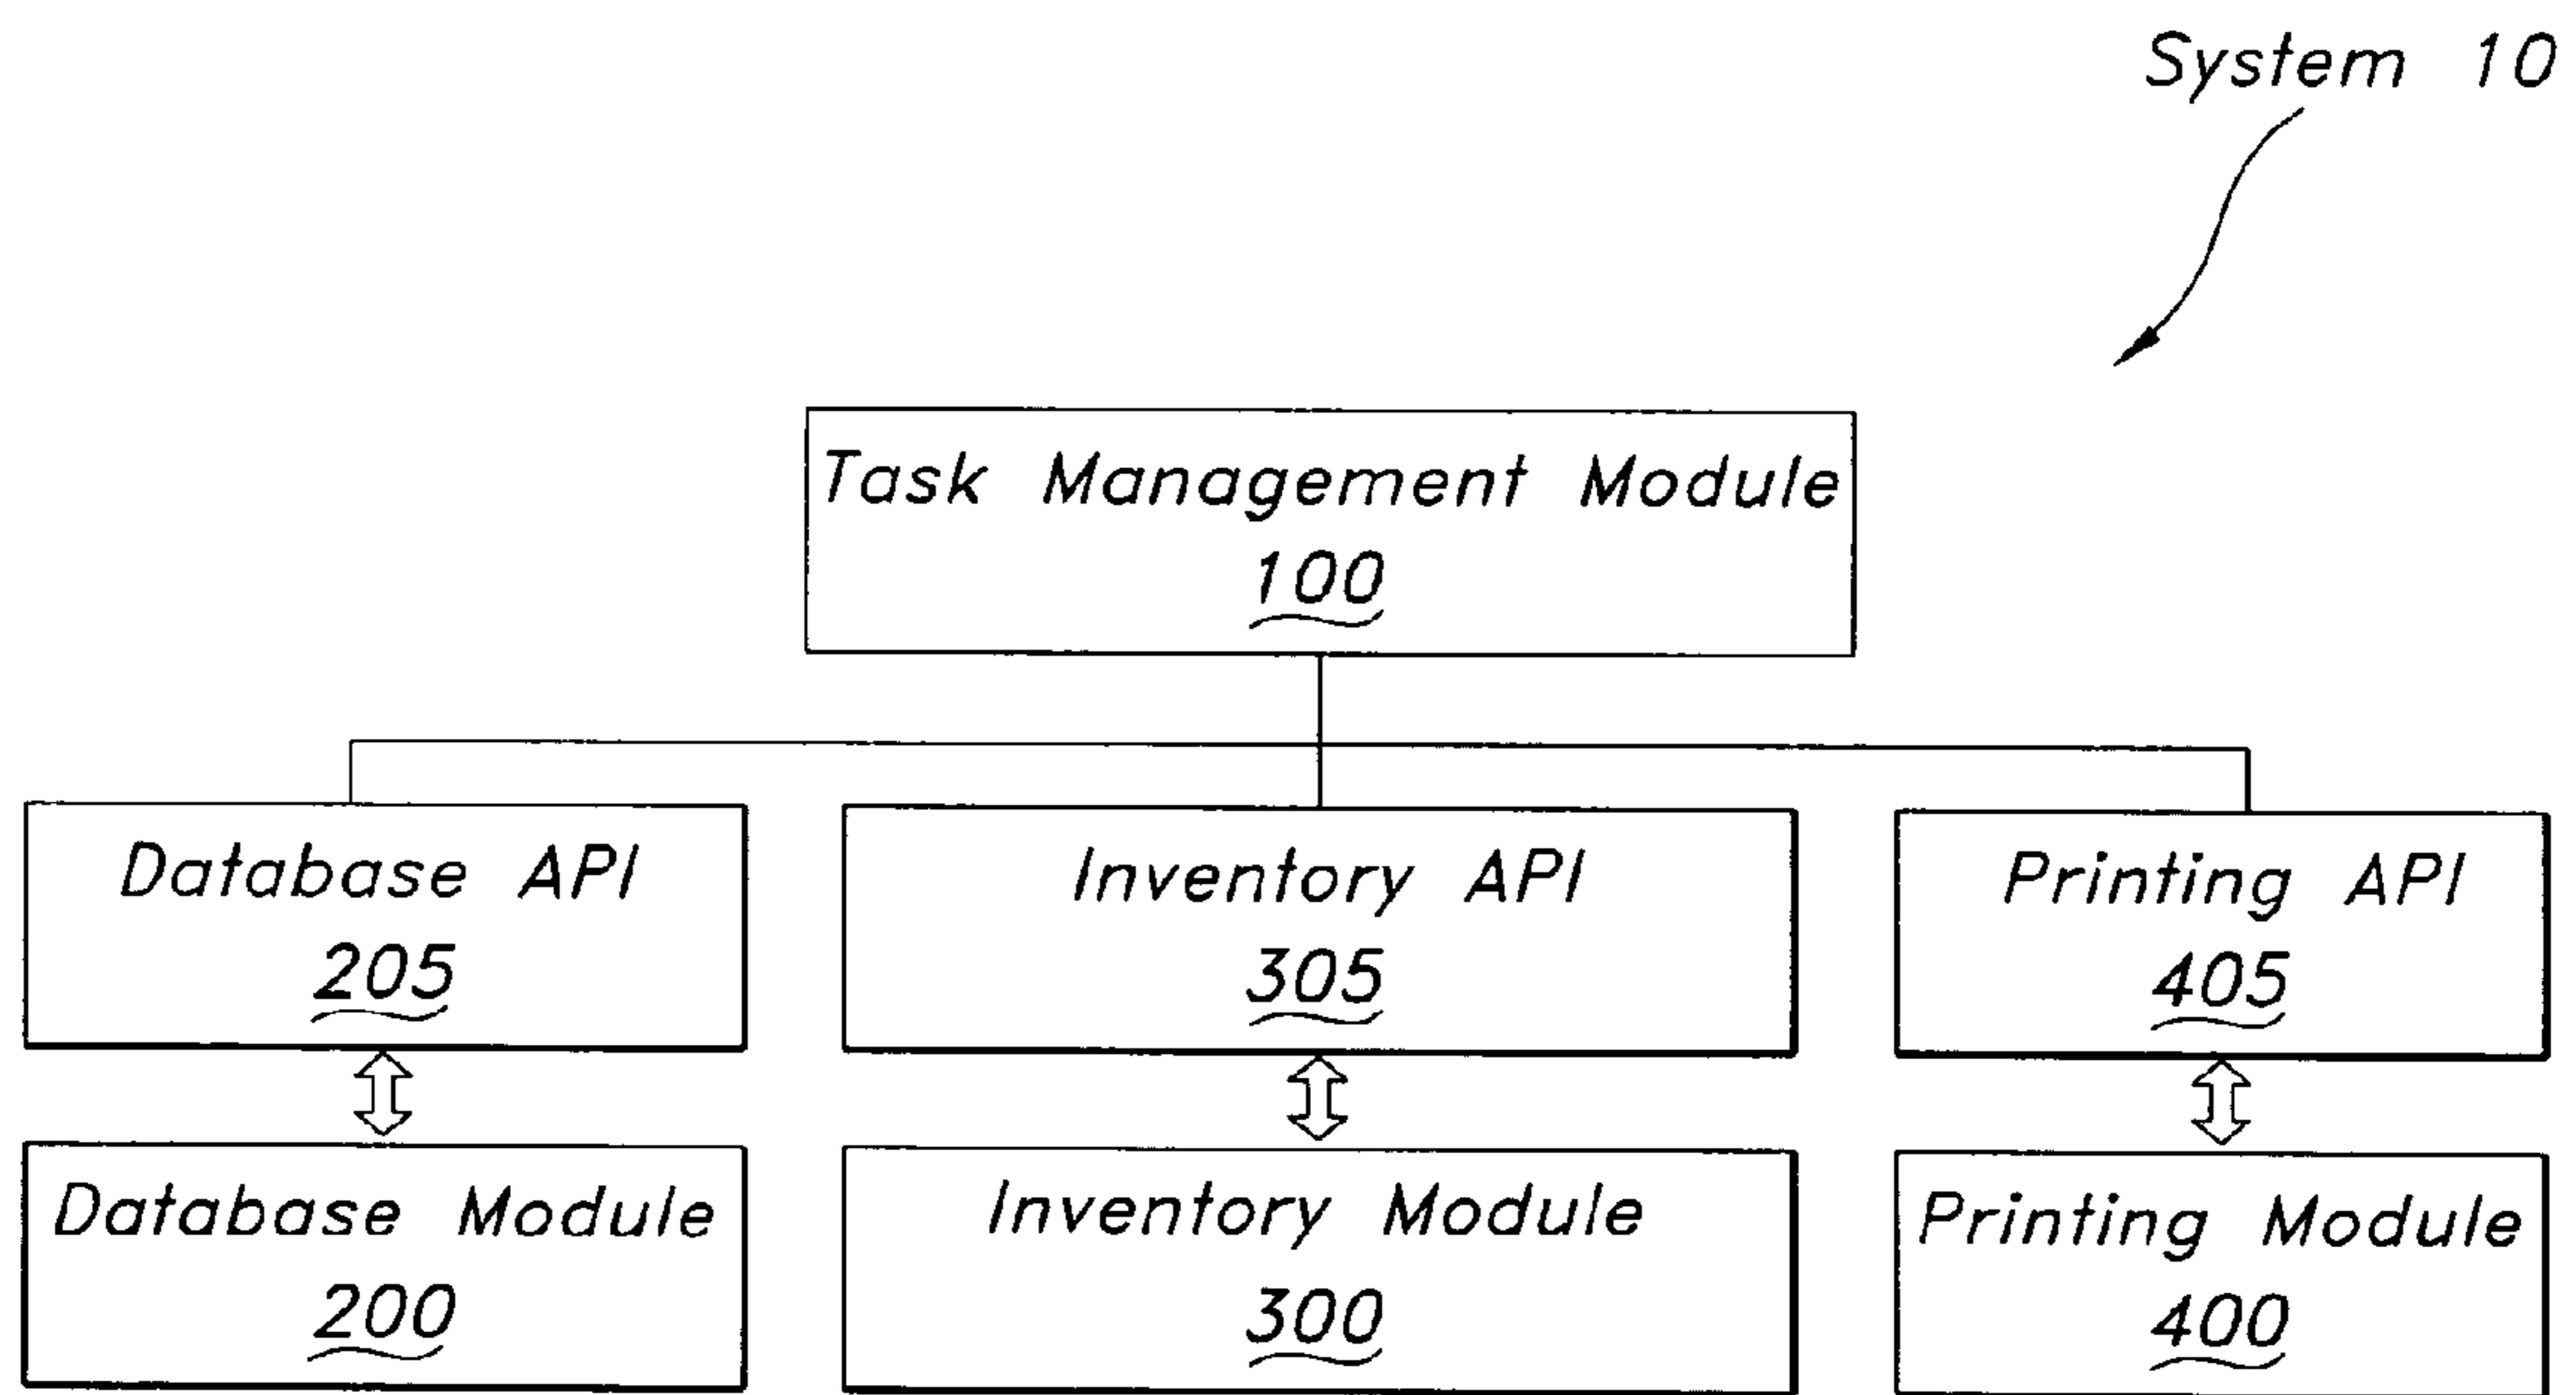 System 10
Task Management Module
100
Database API
205
Inventory API
305
Printing API
405
Database Module
200
Inventory Module
300
Printing Module
400